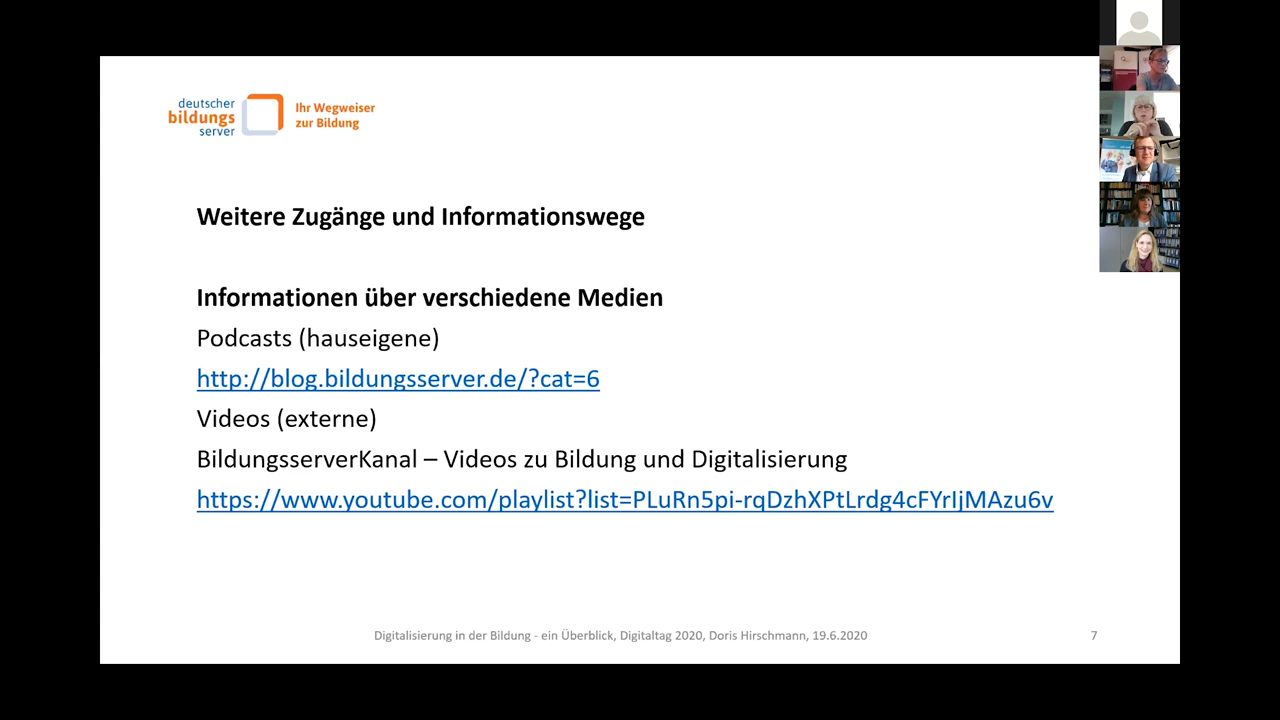 deutscher
bildungs
server
Ihr Wegweiser
zur Bildung
Weitere Zugänge und Informationswege
Informationen über verschiedene Medien
Podcasts (hauseigene)
http://blog.bildungsserver.de/?cat=6
Videos (externe)
BildungsserverKanal – Videos zu Bildung und Digitalisierung
https://www.youtube.com/playlist?list=PLuRn5pi-rqDzhXPtLrdg4cFYrIjMAzu6v
Digitalisierung in der Bildung - ein Überblick, Digitaltag 2020, Doris Hirschmann, 19.6.2020
7